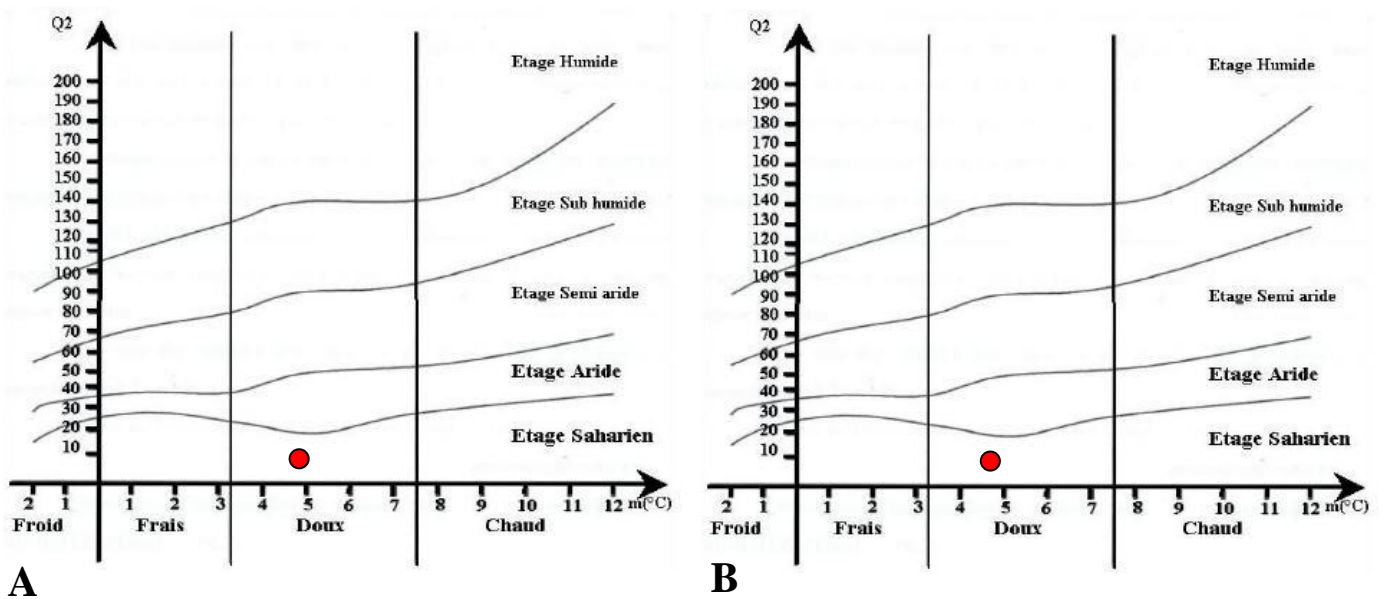 Q2
Etage Humide
200
190
180
170
160
150
140
130
120
110
100
90
80
70
60
50
40
30
20
10
Etage Sub humide
Etage Semi aride
Etage Aride
Etage Saharien
2 1 1 2 3 4 5 6 7 8 9 10 11 12 m(°C)
Froid Frais Doux Chaud
A
Q2
Etage Humide
200
190
180
170
160
150
140
130
120
110
100
90
80
70
60
50
40
30
20
10
Etage Sub humide
Etage Semi aride
Etage Aride
Etage Saharien
2 1 1 2 3 4 5 6 7 8 9 10 11 12 m(°C)
Froid Frais Doux Chaud
B